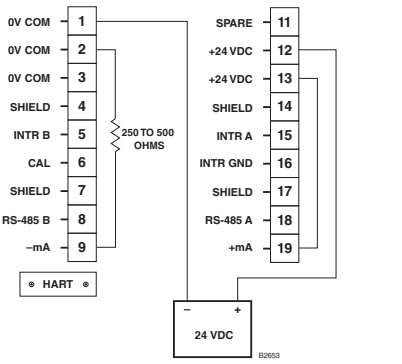 0V COM 1
0V COM 2
0V COM 3
SHIELD 4
INTR B 5
CAL 6
SHIELD 7
RS-485 B 8
–mA 9
250 TO 500
OHMS
HART
SPARE 11
+24 VDC 12
+24 VDC 13
SHIELD 14
INTR A 15
INTR GND 16
SHIELD 17
RS-485 A 18
+mA 19
– +
24 VDC
B2653